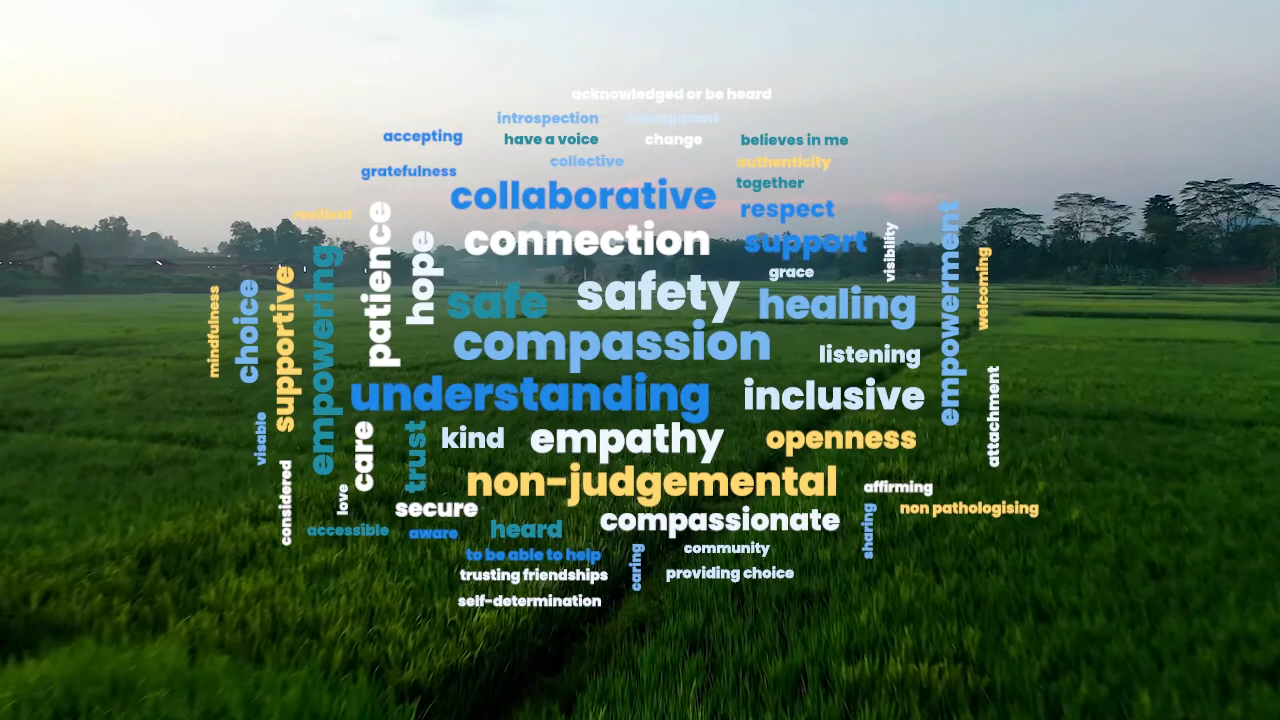 acknowledged or be heard
introspection
transparent
accepting
have a voice
change
believes in me
collective
authenticity
gratefulness
together
collaborative
respect
resilient
patience
connection
support
visibility
empowerment
hope
empowering
grace
welcoming
supportive
safe
safety
healing
choice
mindfulness
compassion
listening
understanding
inclusive
attachment
visable
care
trust
kind
empathy
openness
non-judgemental
considered
love
secure
affirming
non pathologising
compassionate
sharing
accessible
aware
heard
to be able to help
caring
community
trusting friendships
providing choice
self-determination